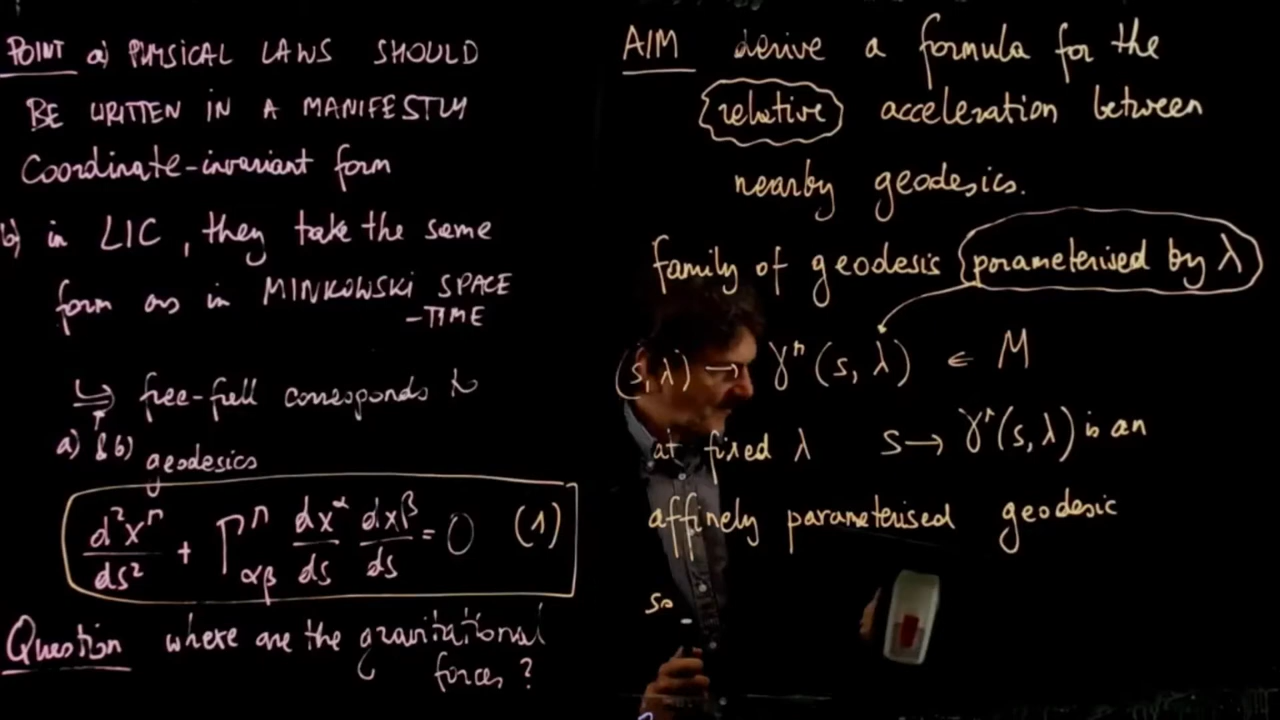 POINT a) PHYSICAL LAWS SHOULD
BE WRITTEN IN A MANIFESTLY
Coordinate-invariant form
b) in LIC, they take the same
form as in MINKOWSKI SPACE
-TIME
↪ free-fall corresponds to
a) & b)
geodesics
d²x^μ/ds² + Γ^μ_αβ dx^α/ds dx^β/ds = 0 (1)
Question where are the gravitational
forces?
AIM derive a formula for the
relative acceleration between
nearby geodesics.
family of geodesis parameterised by λ
(s,λ) → γ^μ(s,λ) ∈ M
at fixed λ s → γ^μ(s,λ) is an
affinely parameterised geodesic
so